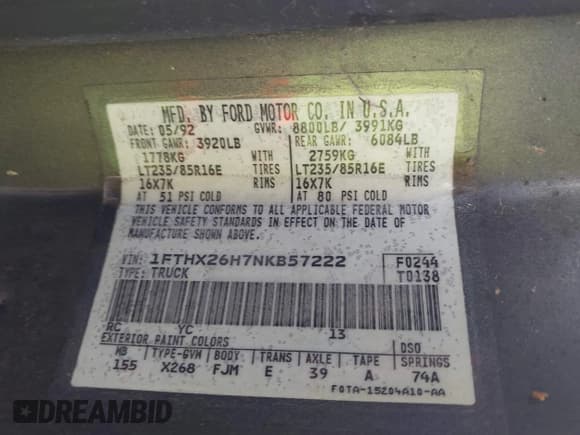 MFD. BY FORD MOTOR CO. IN U.S.A.
DATE: 05/92 GVWR: 8800LB/ 3991KG
FRONT GAWR: 3920LB REAR GAWR: 6084LB
1778KG WITH 2759KG WITH
LT235/85R16E TIRES LT235/85R16E TIRES
16X7K RIMS 16X7K RIMS
AT 51 PSI COLD AT 80 PSI COLD
THIS VEHICLE CONFORMS TO ALL APPLICABLE FEDERAL MOTOR
VEHICLE SAFETY STANDARDS IN EFFECT ON THE DATE OF
MANUFACTURE SHOWN ABOVE.
VIN: 1FTHX26H7NKB57222 F0244
TYPE: TRUCK T0138
RC YC 13
EXTERIOR PAINT COLORS DSO
WB TYPE-GVM BODY TRANS AXLE TAPE SPRINGS
155 X268 FJM E 39 A 74A
FOTA-15204A10-AA
DREAMBID